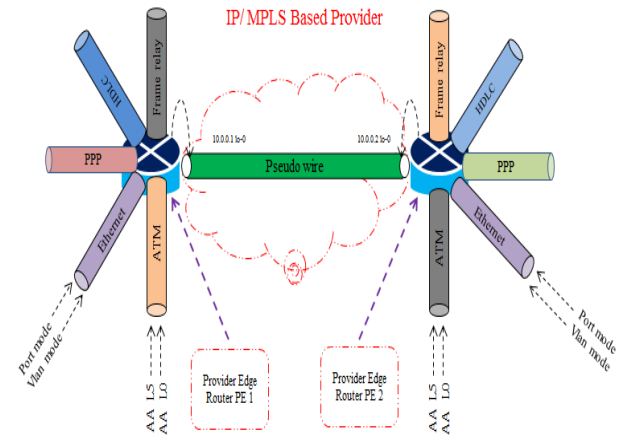 IP/ MPLS Based Provider
Frame relay
HDLC
PPP
Ethernet
ATM
10.0.0.1 lo-0
Pseudo wire
10.0.0.2 lo-0
Frame relay
HDLC
PPP
Ethernet
ATM
Port mode
Vlan mode
AA L5
AA L0
Provider Edge
Router PE 1
Provider Edge
Router PE 2
AA L5
AA L0
Port mode
Vlan mode